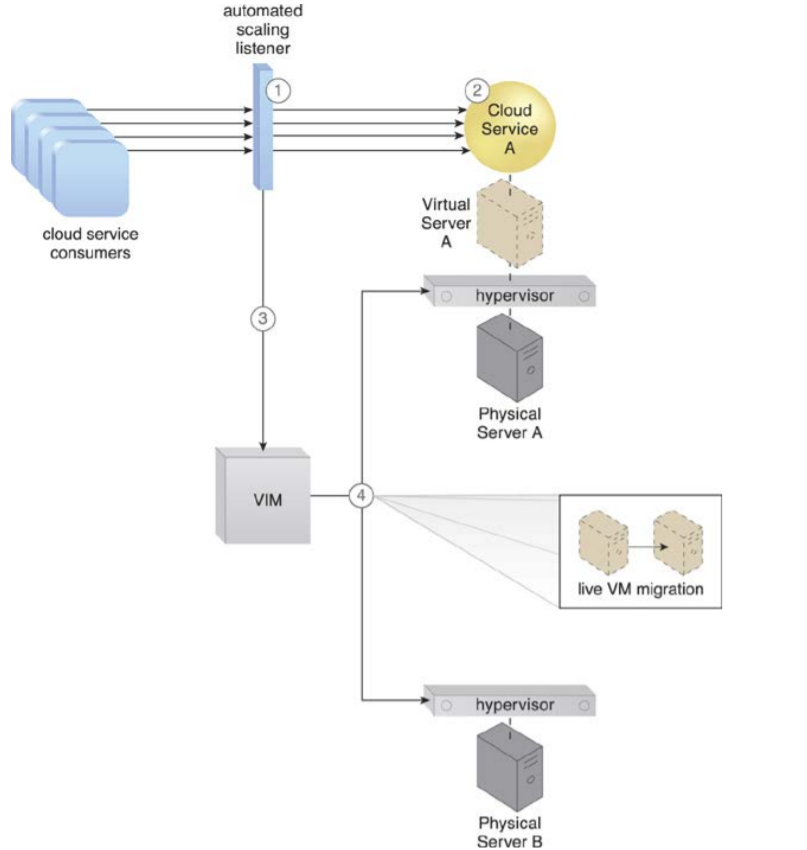 automated
scaling
listener
1
2
Cloud
Service
A
Virtual
Server
A
cloud service
consumers
hypervisor
3
Physical
Server A
VIM
4
live VM migration
hypervisor
Physical
Server B